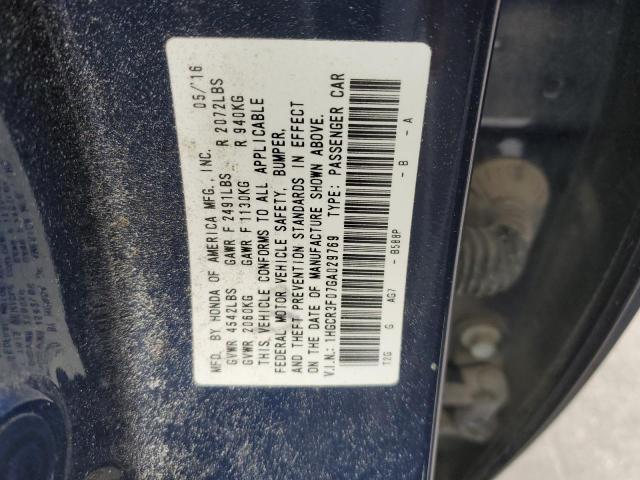 MFD. BY HONDA OF AMERICA MFG., INC. 05/'16
GVWR 4542LBS GAWR F 2491LBS R 2072LBS
GVWR 2060KG GAWR F 1130KG R 940KG
THIS VEHICLE CONFORMS TO ALL APPLICABLE
FEDERAL MOTOR VEHICLE SAFETY, BUMPER,
AND THEFT PREVENTION STANDARDS IN EFFECT
ON THE DATE OF MANUFACTURE SHOWN ABOVE.
V.I.N.: 1HGCR3F07GA029769 TYPE: PASSENGER CAR
T2G G AG7 - B588P - B - A